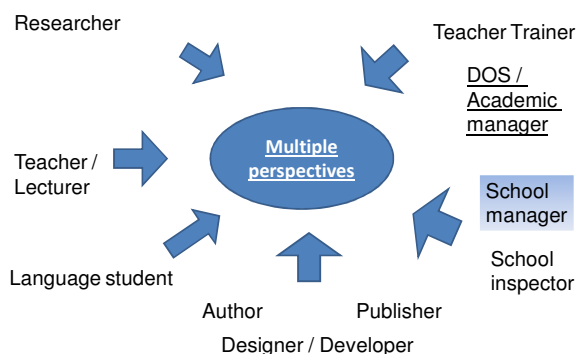 Researcher
Teacher Trainer
DOS /
Academic
manager
Multiple
perspectives
Teacher /
Lecturer
School
manager
Language student
School
inspector
Author
Publisher
Designer / Developer